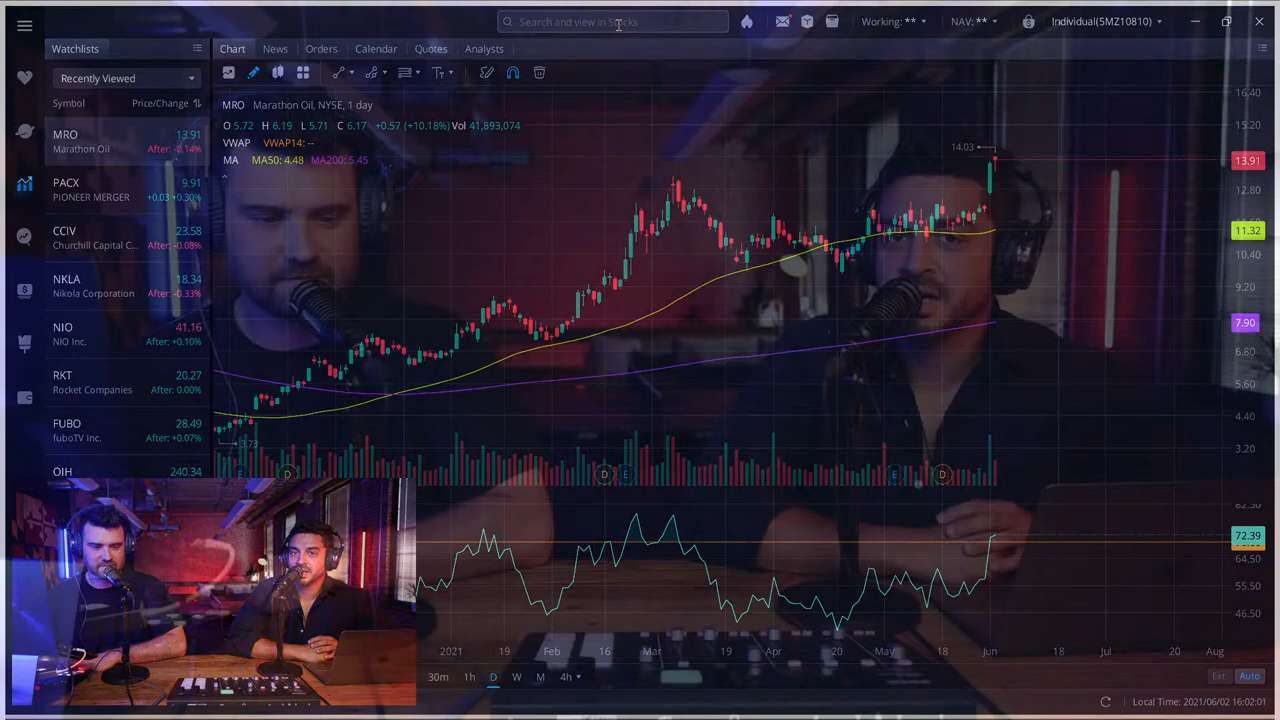 Search and view in Stocks
Working: **
NAV: **
Individual(5MZ10810)
Watchlists
Chart News Orders Calendar Quotes Analysts
Recently Viewed
Symbol Price/Change
MRO 13.91
Marathon Oil After: -0.14%
PACX 9.91
PIONEER MERGER +0.03 +0.30%
CCIV 23.58
Churchill Capital C... After: -0.08%
NKLA 18.34
Nikola Corporation After: -0.33%
NIO 41.16
NIO Inc. After: +0.10%
RKT 20.27
Rocket Companies After: 0.00%
FUBO 28.49
fuboTV Inc. After: +0.07%
OIH 240.34
MRO Marathon Oil, NYSE, 1 day
O 5.72 H 6.19 L 5.71 C 6.17 +0.57 (+10.18%) Vol 41,893,074
VWAP VWAP14: --
MA MA50: 4.48 MA200: 5.45
14.03
3.73
E D D E E D
16.40
15.20
13.91
12.80
11.32
10.40
9.20
7.90
6.80
5.60
4.40
3.20
72.39
64.50
55.50
46.50
2021 19 Feb 16 Mar 19 Apr 16 May 18 Jun 18 Jul 20 Aug
30m 1h D W M 4h
Ext Auto
Local Time: 2021/06/02 16:02:01